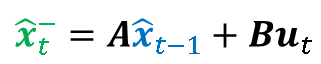 x̂ₜ⁻ = Ax̂ₜ₋₁ + Buₜ